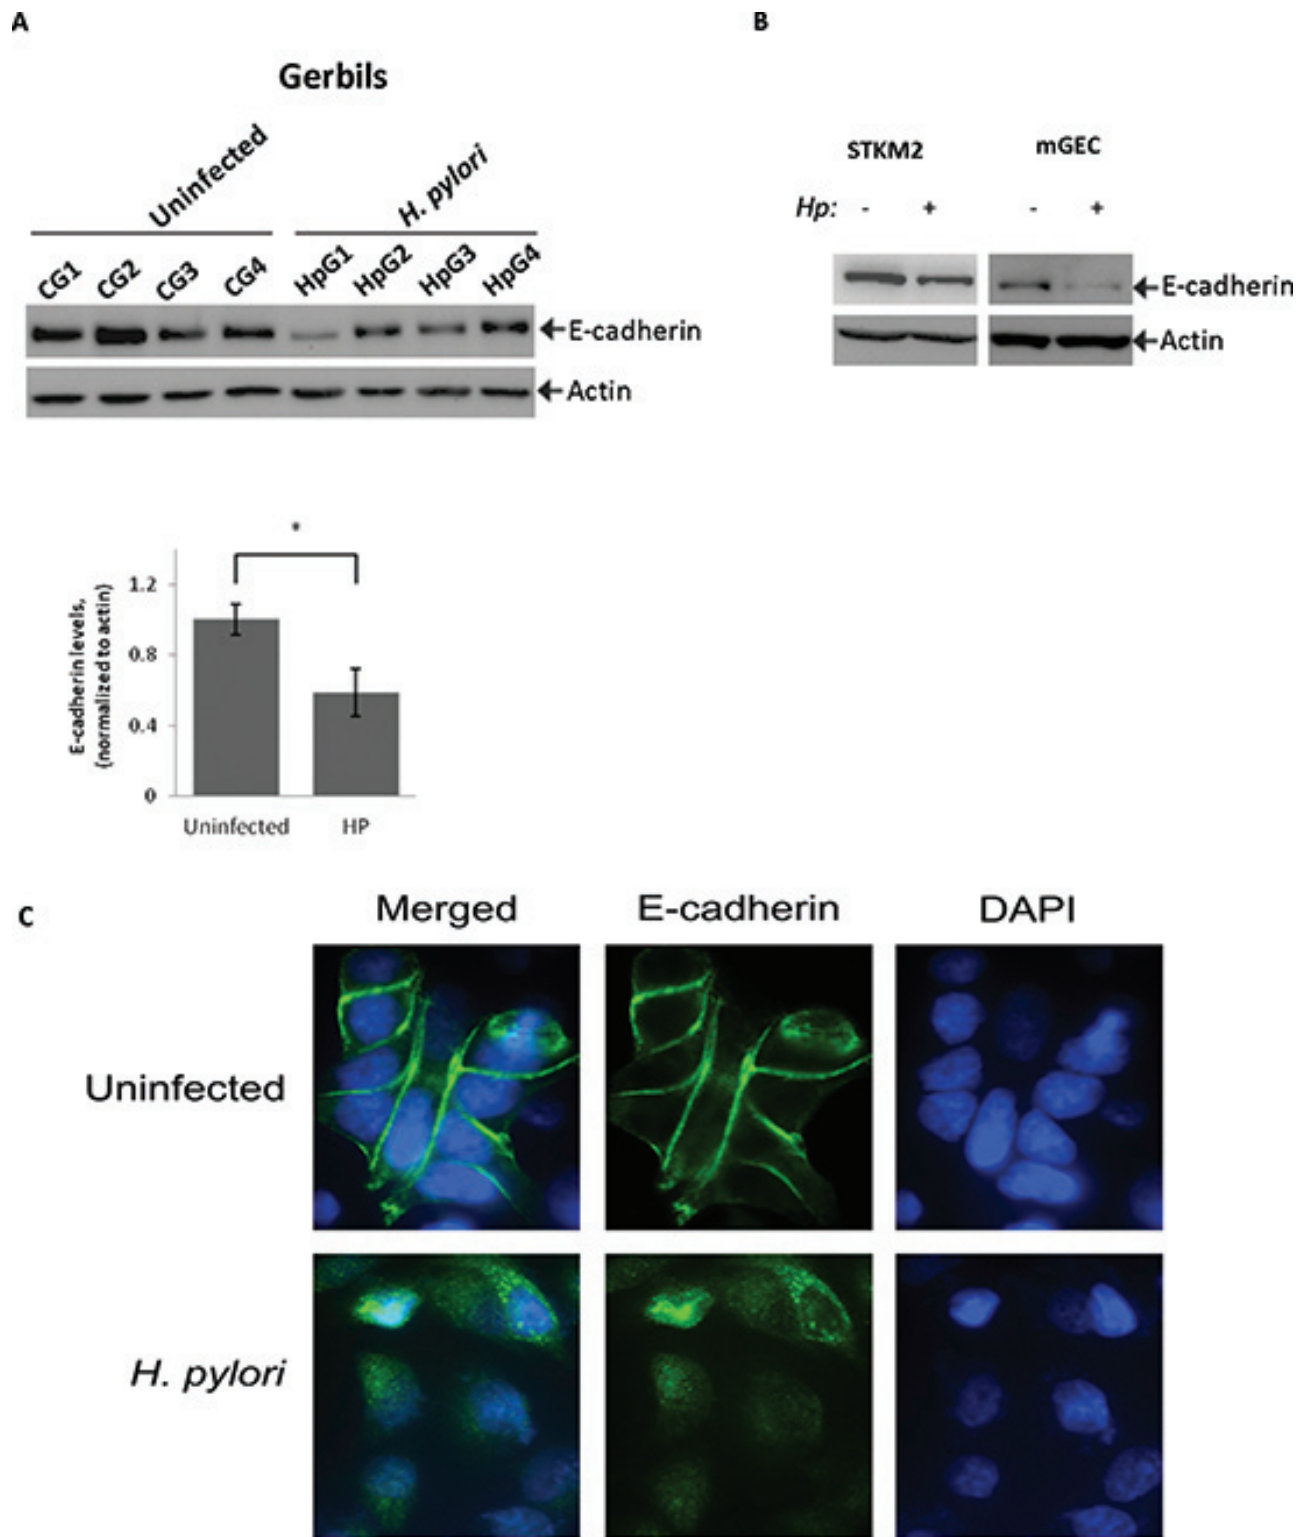 A
Gerbils
Uninfected
H. pylori
CG1 CG2 CG3 CG4 HpG1 HpG2 HpG3 HpG4
E-cadherin
Actin
E-cadherin levels,
(normalized to actin)
1.2
0.8
0.4
0
*
Uninfected HP
B
STKM2 mGEC
Hp: - + - +
E-cadherin
Actin
C
Merged E-cadherin DAPI
Uninfected
H. pylori